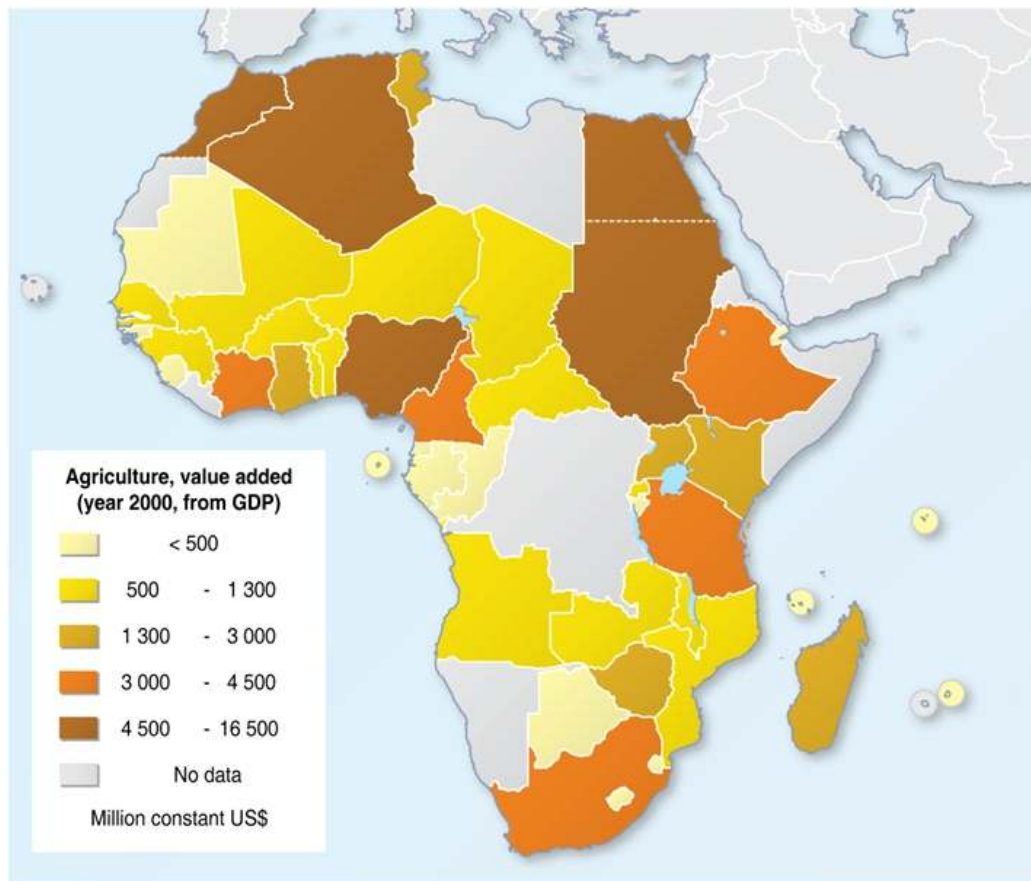 Agriculture, value added
(year 2000, from GDP)
< 500
500 - 1 300
1 300 - 3 000
3 000 - 4 500
4 500 - 16 500
No data
Million constant US$